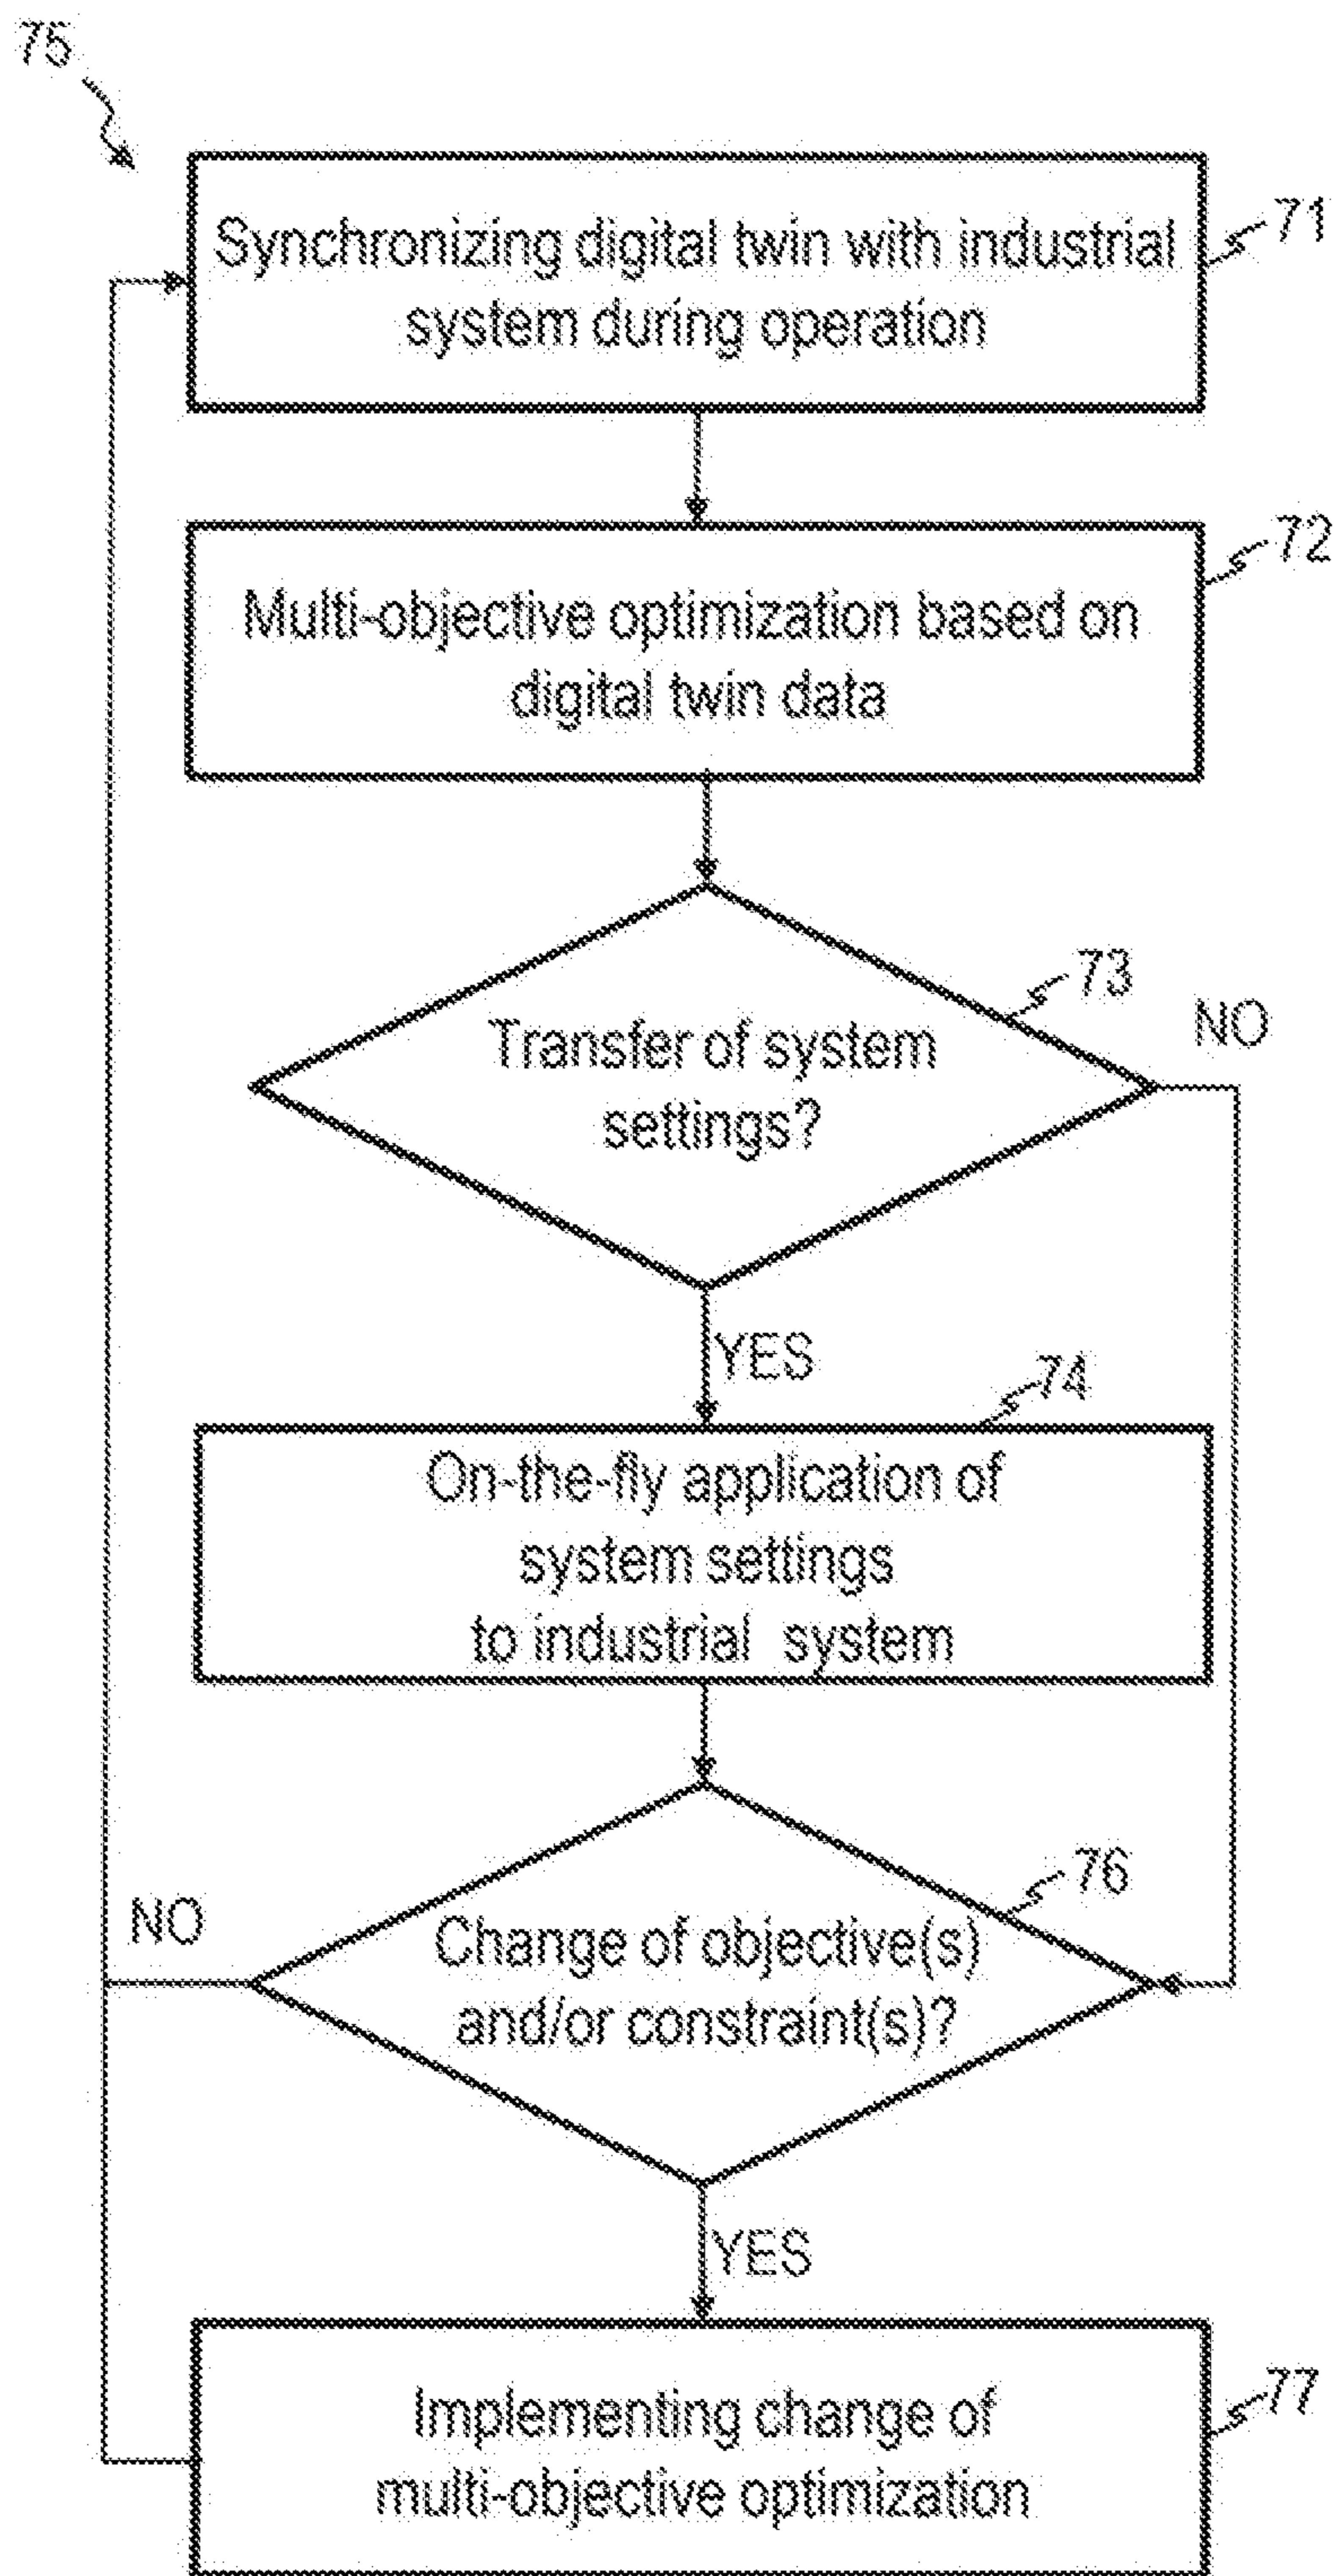 75
71
Synchronizing digital twin with industrial
system during operation
72
Multi-objective optimization based on
digital twin data
73
NO
Transfer of system
settings?
YES
74
On-the-fly application of
system settings
to industrial system
76
NO
Change of objective(s)
and/or constraint(s)?
YES
77
Implementing change of
multi-objective optimization